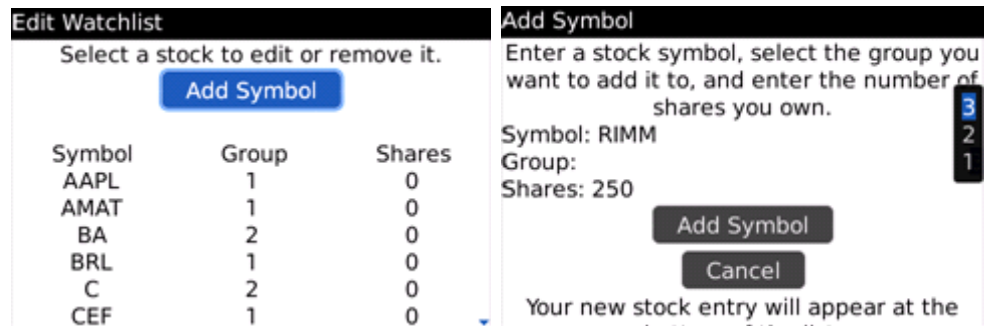 Edit Watchlist
Select a stock to edit or remove it.
Add Symbol
Symbol Group Shares
AAPL 1 0
AMAT 1 0
BA 2 0
BRL 1 0
C 2 0
CEF 1 0
Add Symbol
Enter a stock symbol, select the group you
want to add it to, and enter the number of
shares you own.
3
2
1
Symbol: RIMM
Group:
Shares: 250
Add Symbol
Cancel
Your new stock entry will appear at the